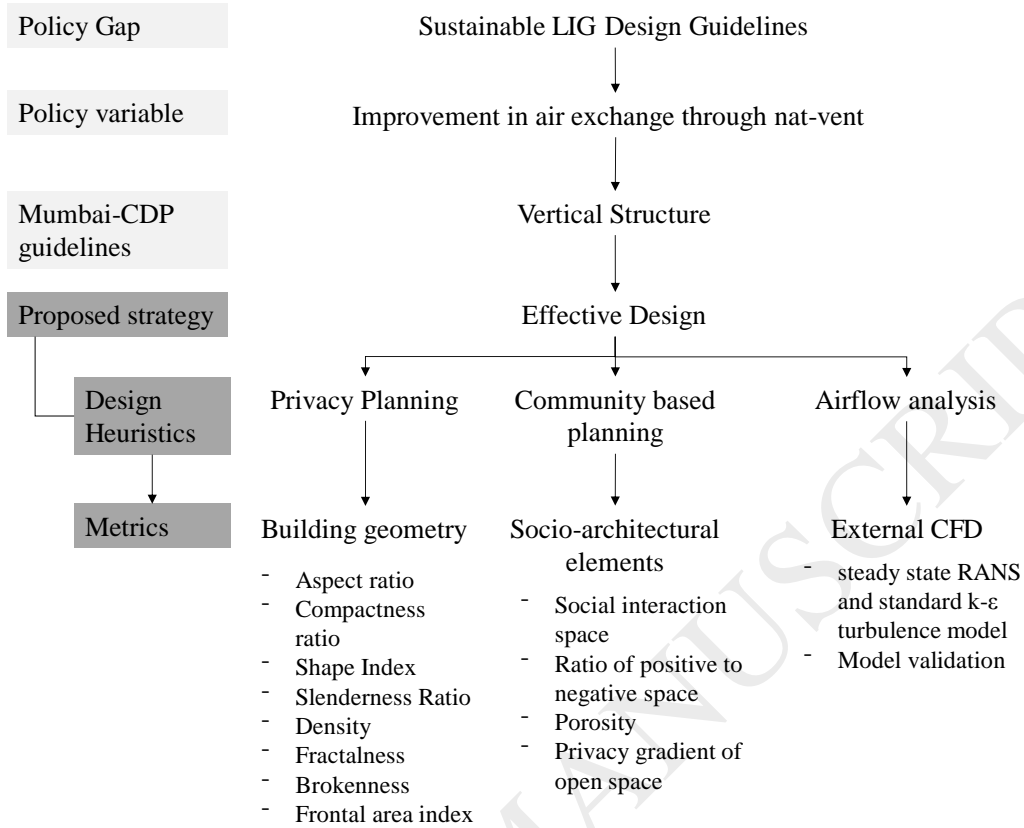 Policy Gap
Sustainable LIG Design Guidelines
Policy variable
Improvement in air exchange through nat-vent
Mumbai-CDP
guidelines
Vertical Structure
Proposed strategy
Effective Design
Design
Heuristics
Privacy Planning
Community based
planning
Airflow analysis
Metrics
Building geometry
- Aspect ratio
- Compactness
ratio
- Shape Index
- Slenderness Ratio
- Density
- Fractalness
- Brokenness
- Frontal area index
Socio-architectural
elements
- Social interaction
space
- Ratio of positive to
negative space
- Porosity
- Privacy gradient of
open space
External CFD
- steady state RANS
and standard k-ε
turbulence model
- Model validation
MANUSCRIP